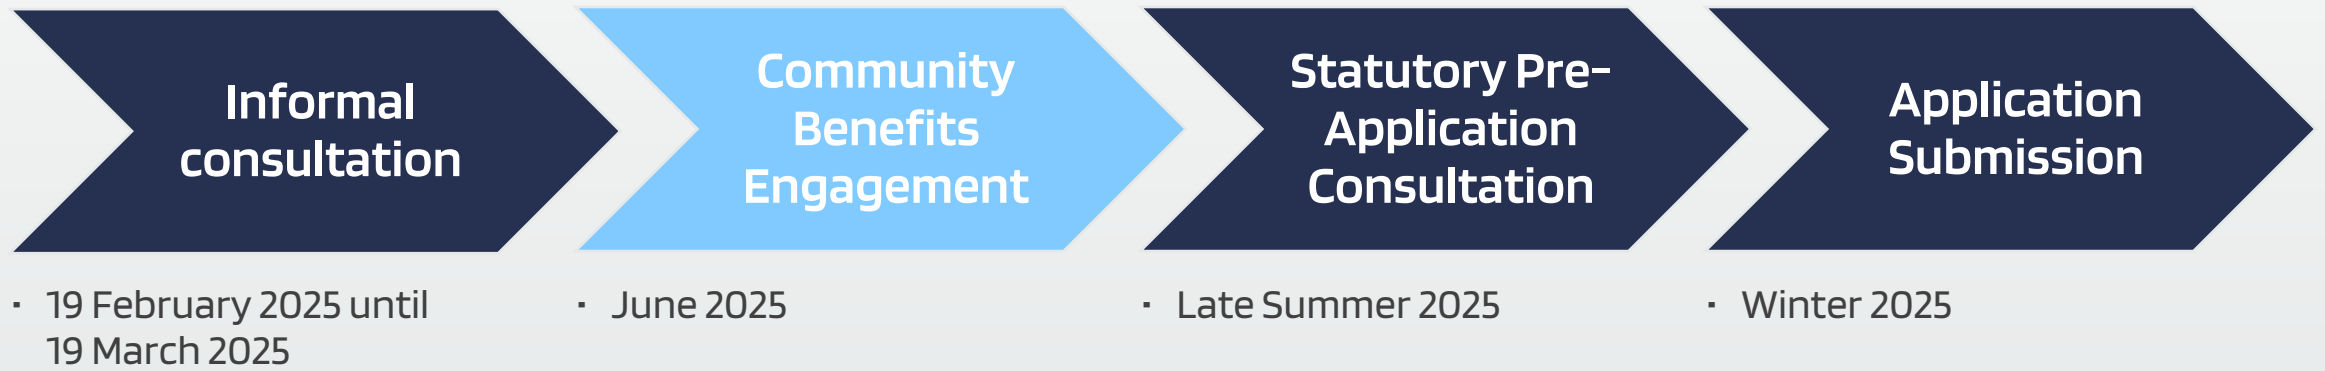 Informal
consultation
Community
Benefits
Engagement
Statutory Pre-
Application
Consultation
Application
Submission
▪ 19 February 2025 until
19 March 2025
▪ June 2025
▪ Late Summer 2025
▪ Winter 2025